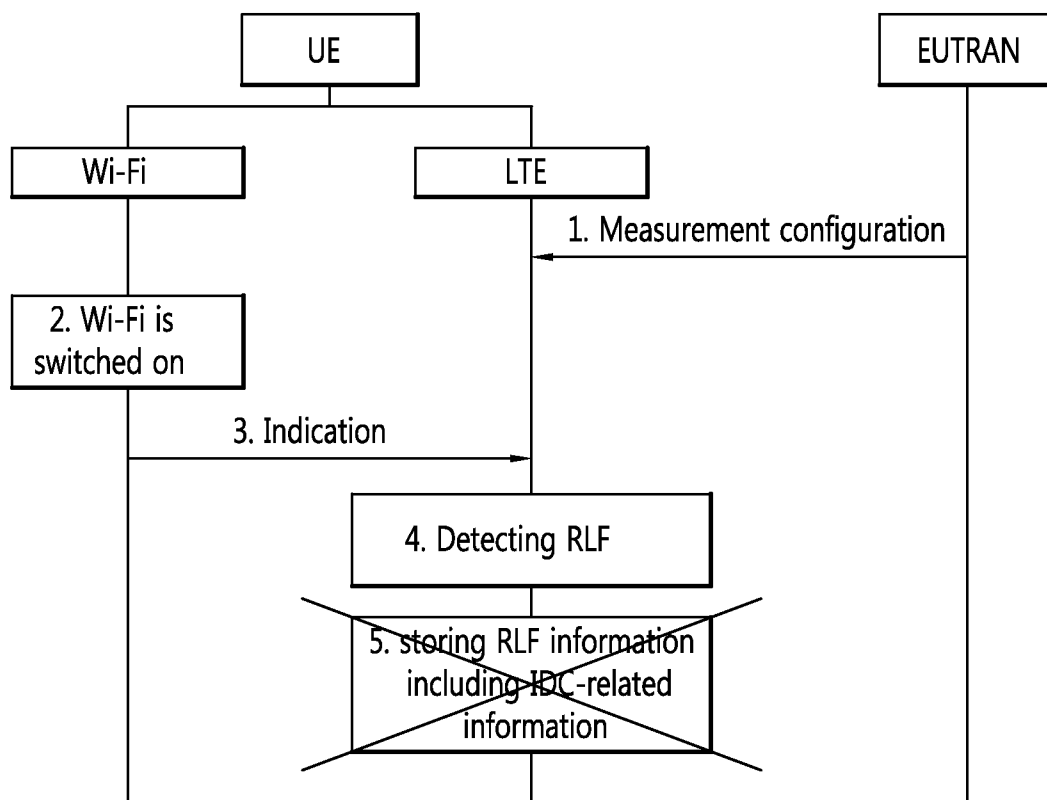 UE
EUTRAN
Wi-Fi
LTE
1. Measurement configuration
2. Wi-Fi is
switched on
3. Indication
4. Detecting RLF
5. storing RLF information
including IDC-related
information